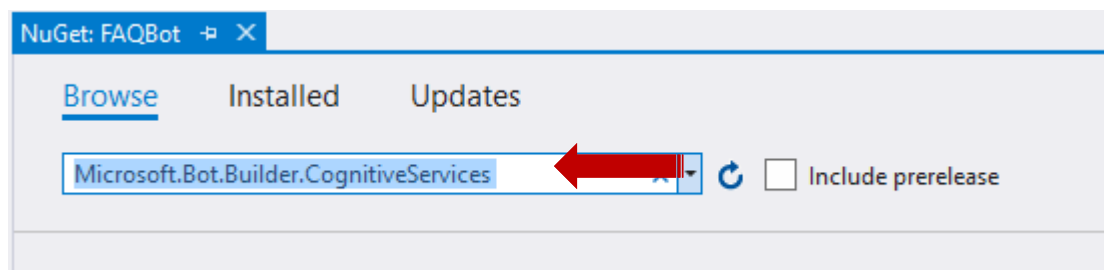 NuGet: FAQBot
Browse Installed Updates
Microsoft.Bot.Builder.CognitiveServices Include prerelease